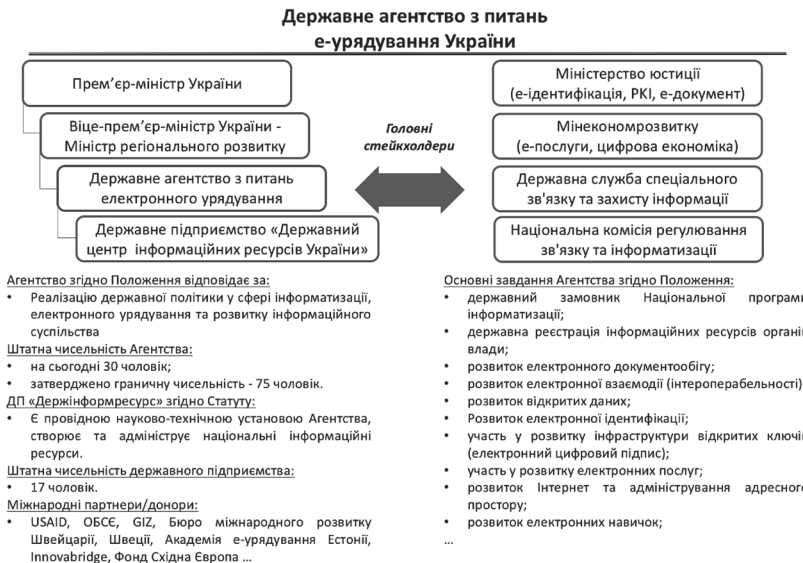 Державне агентство з питань
е-урядування України
Прем’єр-міністр України
Віце-прем’єр-міністр України -
Міністр регіонального розвитку
Державне агентство з питань
електронного урядування
Державне підприємство «Державний
центр інформаційних ресурсів України»
Головні
стейкхолдери
Міністерство юстиції
(е-ідентифікація, PKI, е-документ)
Мінекономрозвитку
(е-послуги, цифрова економіка)
Державна служба спеціального
зв'язку та захисту інформації
Національна комісія регулювання
зв'язку та інформатизації
Агентство згідно Положення відповідає за:
• Реалізацію державної політики у сфері інформатизації,
електронного урядування та розвитку інформаційного
суспільства
Штатна чисельність Агентства:
• на сьогодні 30 чоловік;
• затверджено граничну чисельність - 75 чоловік.
ДП «Держінформресурс» згідно Статуту:
• Є провідною науково-технічною установою Агентства,
створює та адмініструє національні інформаційні
ресурси.
Штатна чисельність державного підприємства:
• 17 чоловік.
Міжнародні партнери/донори:
• USAID, ОБСЄ, GIZ, Бюро міжнародного розвитку
Швейцарії, Швеції, Академія е-урядування Естонії,
Innovabridge, Фонд Східна Європа ...
Основні завдання Агентства згідно Положення:
• державний замовник Національної програм
інформатизації;
• державна реєстрація інформаційних ресурсів органі
влади;
• розвиток електронного документообігу;
• розвиток електронної взаємодії (інтероперабельності)
• розвиток відкритих даних;
• Розвиток електронної ідентифікації;
• участь у розвитку інфраструктури відкритих ключі
(електронний цифровий підпис);
• участь у розвитку електронних послуг;
• розвиток Інтернет та адміністрування адресного
простору;
• розвиток електронних навичок;
...